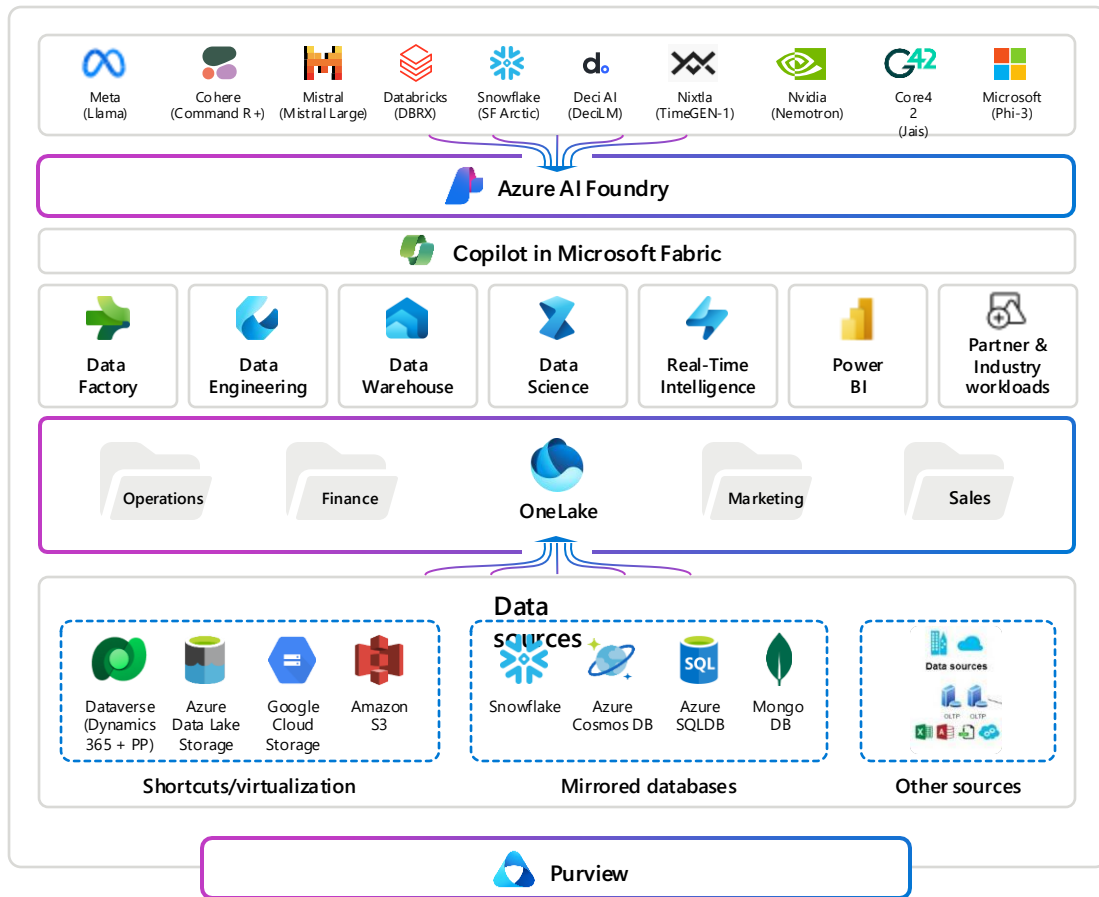 Meta
(Llama)
Cohere
(Command R+)
Mistral
(Mistral Large)
Databricks
(DBRX)
Snowflake
(SF Arctic)
d.
Deci AI
(DeciLM)
Nixtla
(TimeGEN-1)
Nvidia
(Nemotron)
G42
Core4
2
(Jais)
Microsoft
(Phi-3)
Azure AI Foundry
Copilot in Microsoft Fabric
Data
Factory
Data
Engineering
Data
Warehouse
Data
Science
Real-Time
Intelligence
Power
BI
Partner &
Industry
workloads
Operations
Finance
OneLake
Marketing
Sales
Data
sources
Dataverse
(Dynamics
365 + PP)
Azure
Data Lake
Storage
Google
Cloud
Storage
Amazon
S3
Shortcuts/virtualization
Snowflake
Azure
Cosmos DB
SQL
Azure
SQLDB
Mongo
DB
Mirrored databases
Data sources
OLTP OLTP
Other sources
Purview